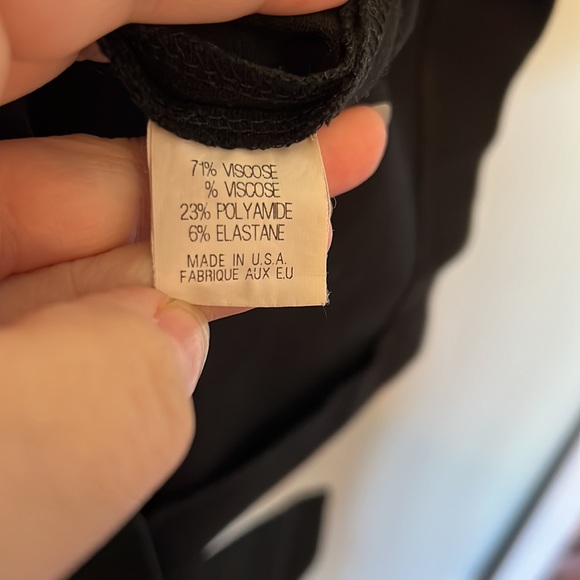 71% VISCOSE
% VISCOSE
23% POLYAMIDE
6% ELASTANE
MADE IN U.S.A.
FABRIQUE AUX E.U